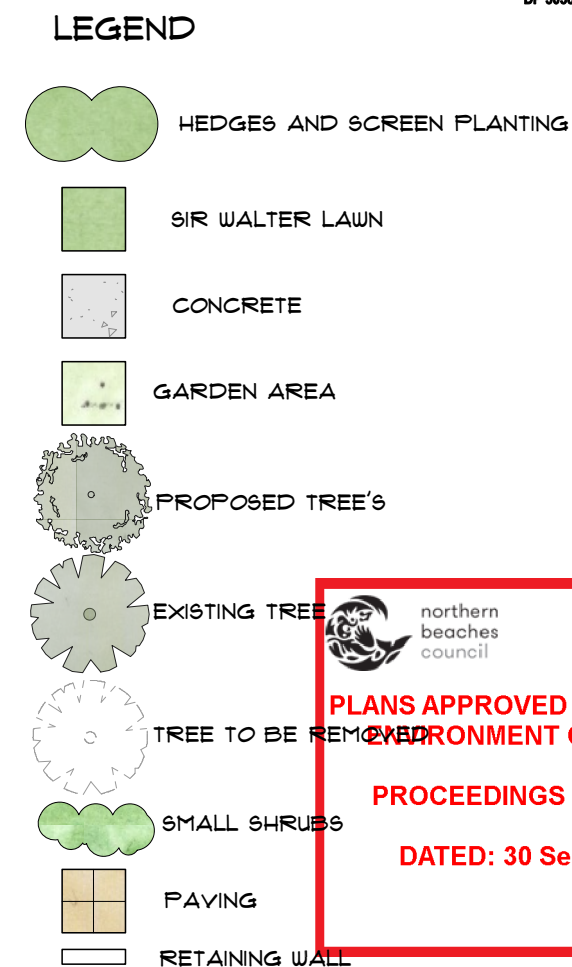 LEGEND
HEDGES AND SCREEN PLANTING
SIR WALTER LAWN
CONCRETE
GARDEN AREA
PROPOSED TREE'S
EXISTING TREE
northern
beaches
council
PLANS APPROVED
TREE TO BE REMOVED
ENVIRONMENT
PROCEEDINGS
SMALL SHRUBS
DATED: 30 Se
PAVING
RETAINING WALL